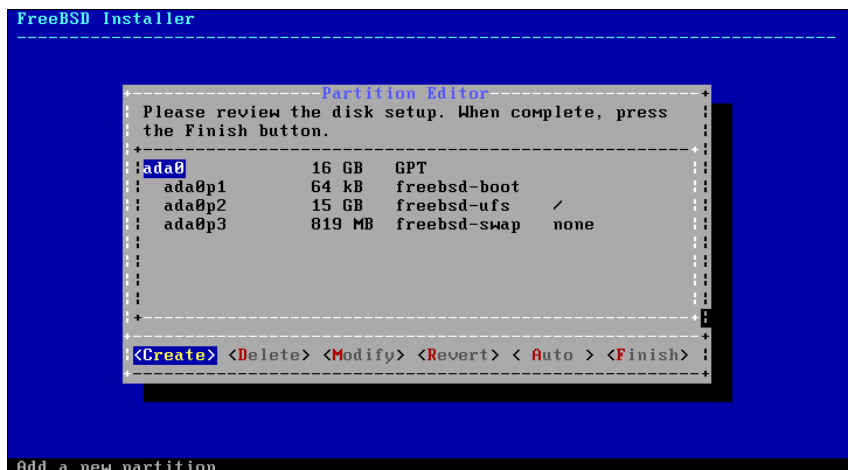 FreeBSD Installer
Partition Editor
Please review the disk setup. When complete, press
the Finish button.
ada0 16 GB GPT
ada0p1 64 kB freebsd-boot
ada0p2 15 GB freebsd-ufs /
ada0p3 819 MB freebsd-swap none
<Create> <Delete> <Modify> <Revert> < Auto > <Finish>
Add a new partition